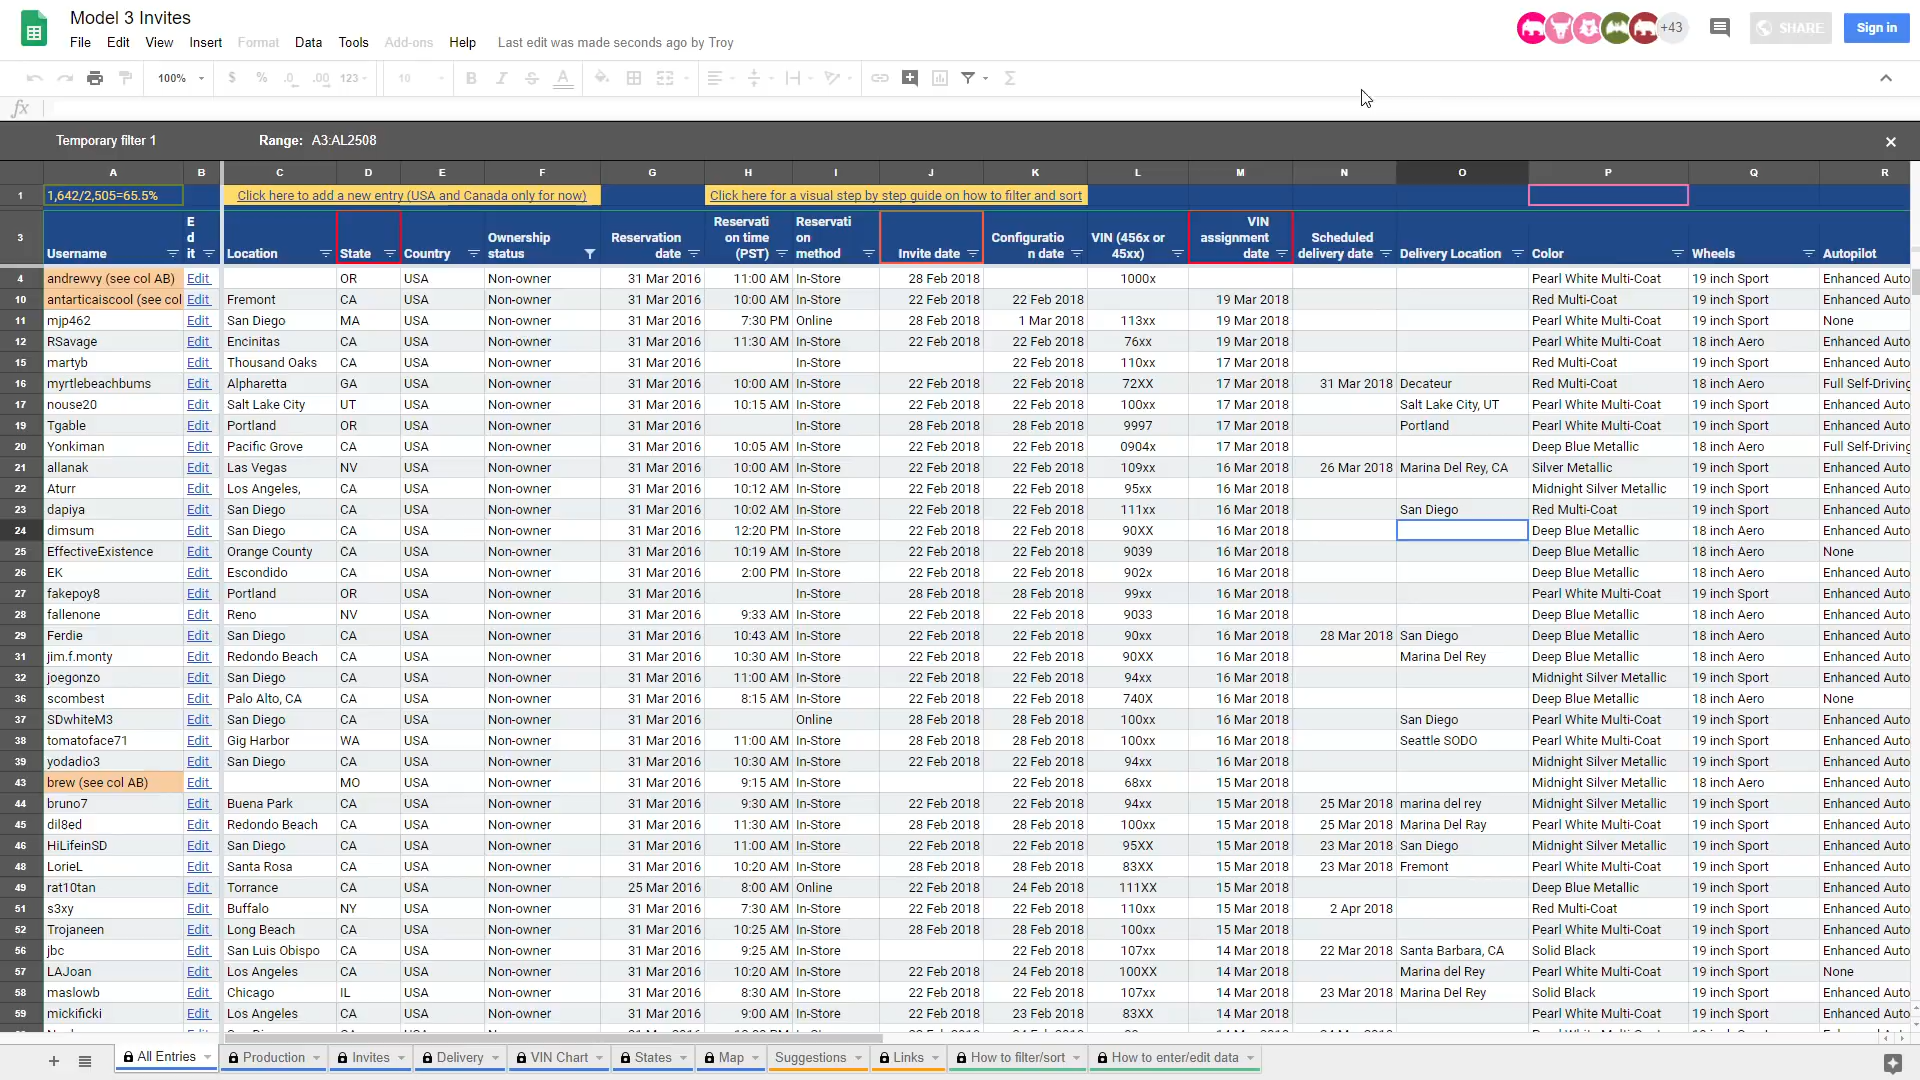 Model 3 Invites
File Edit View Insert Format Data Tools Add-ons Help Last edit was made seconds ago by Troy
+43 SHARE Sign in
100% $ % .0 .00 123 10 B I S A Σ
fx
Temporary filter 1 Range: A3:AL2508
A B C D E F G H I J K L M N O P Q R
1 1,642/2,505=65.5% Click here to add a new entry (USA and Canada only for now) Click here for a visual step by step guide on how to filter and sort
3 Username Edit Location State Country Ownership status Reservation date Reservation time (PST) Reservation method Invite date Configuration date VIN (456x or 45xx) VIN assignment date Scheduled delivery date Delivery Location Color Wheels Autopilot
4 andrewvy (see col AB) Edit OR USA Non-owner 31 Mar 2016 11:00 AM In-Store 28 Feb 2018 1000x Pearl White Multi-Coat 19 inch Sport Enhanced Auto
10 antarticaiscool (see col Edit Fremont CA USA Non-owner 31 Mar 2016 10:00 AM In-Store 22 Feb 2018 22 Feb 2018 19 Mar 2018 Red Multi-Coat 19 inch Sport Enhanced Auto
11 mjp462 Edit San Diego MA USA Non-owner 31 Mar 2016 7:30 PM Online 28 Feb 2018 1 Mar 2018 113xx 19 Mar 2018 Pearl White Multi-Coat 19 inch Sport None
12 RSavage Edit Encinitas CA USA Non-owner 31 Mar 2016 11:30 AM In-Store 22 Feb 2018 22 Feb 2018 76xx 19 Mar 2018 Pearl White Multi-Coat 18 inch Aero Enhanced Auto
15 martyb Edit Thousand Oaks CA USA Non-owner 31 Mar 2016 In-Store 22 Feb 2018 110xx 17 Mar 2018 Red Multi-Coat 19 inch Sport Enhanced Auto
16 myrtlebeachbums Edit Alpharetta GA USA Non-owner 31 Mar 2016 10:00 AM In-Store 22 Feb 2018 22 Feb 2018 72XX 17 Mar 2018 31 Mar 2018 Decateur Red Multi-Coat 18 inch Aero Full Self-Driving
17 nouse20 Edit Salt Lake City UT USA Non-owner 31 Mar 2016 10:15 AM In-Store 22 Feb 2018 22 Feb 2018 100xx 17 Mar 2018 Salt Lake City, UT Pearl White Multi-Coat 19 inch Sport Enhanced Auto
19 Tgable Edit Portland OR USA Non-owner 31 Mar 2016 In-Store 28 Feb 2018 28 Feb 2018 9997 17 Mar 2018 Portland Pearl White Multi-Coat 19 inch Sport Enhanced Auto
20 Yonkiman Edit Pacific Grove CA USA Non-owner 31 Mar 2016 10:05 AM In-Store 22 Feb 2018 22 Feb 2018 0904x 17 Mar 2018 Deep Blue Metallic 18 inch Aero Full Self-Driving
21 allanak Edit Las Vegas NV USA Non-owner 31 Mar 2016 10:00 AM In-Store 22 Feb 2018 22 Feb 2018 109xx 16 Mar 2018 26 Mar 2018 Marina Del Rey, CA Silver Metallic 19 inch Sport Enhanced Auto
22 Aturr Edit Los Angeles, CA USA Non-owner 31 Mar 2016 10:12 AM In-Store 22 Feb 2018 22 Feb 2018 95xx 16 Mar 2018 Midnight Silver Metallic 19 inch Sport Enhanced Auto
23 dapiya Edit San Diego CA USA Non-owner 31 Mar 2016 10:02 AM In-Store 22 Feb 2018 22 Feb 2018 111xx 16 Mar 2018 San Diego Red Multi-Coat 19 inch Sport Enhanced Auto
24 dimsum Edit San Diego CA USA Non-owner 31 Mar 2016 12:20 PM In-Store 22 Feb 2018 22 Feb 2018 90XX 16 Mar 2018 Deep Blue Metallic 18 inch Aero Enhanced Auto
25 EffectiveExistence Edit Orange County CA USA Non-owner 31 Mar 2016 10:19 AM In-Store 22 Feb 2018 22 Feb 2018 9039 16 Mar 2018 Deep Blue Metallic 18 inch Aero None
26 EK Edit Escondido CA USA Non-owner 31 Mar 2016 2:00 PM In-Store 22 Feb 2018 22 Feb 2018 902x 16 Mar 2018 Deep Blue Metallic 18 inch Aero Enhanced Auto
27 fakepoy8 Edit Portland OR USA Non-owner 31 Mar 2016 In-Store 28 Feb 2018 28 Feb 2018 99xx 16 Mar 2018 Pearl White Multi-Coat 19 inch Sport Enhanced Auto
28 fallenone Edit Reno NV USA Non-owner 31 Mar 2016 9:33 AM In-Store 22 Feb 2018 22 Feb 2018 9033 16 Mar 2018 Deep Blue Metallic 18 inch Aero Enhanced Auto
29 Ferdie Edit San Diego CA USA Non-owner 31 Mar 2016 10:43 AM In-Store 22 Feb 2018 22 Feb 2018 90xx 16 Mar 2018 28 Mar 2018 San Diego Deep Blue Metallic 18 inch Aero Enhanced Auto
31 jim.f.monty Edit Redondo Beach CA USA Non-owner 31 Mar 2016 10:30 AM In-Store 22 Feb 2018 22 Feb 2018 90XX 16 Mar 2018 Marina Del Rey Deep Blue Metallic 18 inch Aero Enhanced Auto
32 joegonzo Edit San Diego CA USA Non-owner 31 Mar 2016 11:00 AM In-Store 22 Feb 2018 22 Feb 2018 94xx 16 Mar 2018 Midnight Silver Metallic 19 inch Sport Enhanced Auto
36 scombest Edit Palo Alto, CA CA USA Non-owner 31 Mar 2016 8:15 AM In-Store 22 Feb 2018 22 Feb 2018 740X 16 Mar 2018 Deep Blue Metallic 18 inch Aero None
37 SDwhiteM3 Edit San Diego CA USA Non-owner 31 Mar 2016 Online 28 Feb 2018 28 Feb 2018 100xx 16 Mar 2018 San Diego Pearl White Multi-Coat 19 inch Sport Enhanced Auto
38 tomatoface71 Edit Gig Harbor WA USA Non-owner 31 Mar 2016 11:00 AM In-Store 28 Feb 2018 28 Feb 2018 100xx 16 Mar 2018 Seattle SODO Pearl White Multi-Coat 19 inch Sport Enhanced Auto
39 yodadio3 Edit San Diego CA USA Non-owner 31 Mar 2016 10:30 AM In-Store 22 Feb 2018 22 Feb 2018 94xx 16 Mar 2018 Midnight Silver Metallic 19 inch Sport Enhanced Auto
43 brew (see col AB) Edit MO USA Non-owner 31 Mar 2016 9:15 AM In-Store 22 Feb 2018 68xx 15 Mar 2018 Midnight Silver Metallic 18 inch Aero Enhanced Auto
44 bruno7 Edit Buena Park CA USA Non-owner 31 Mar 2016 9:30 AM In-Store 22 Feb 2018 22 Feb 2018 94xx 15 Mar 2018 25 Mar 2018 marina del rey Midnight Silver Metallic 19 inch Sport Enhanced Auto
45 dil8ed Edit Redondo Beach CA USA Non-owner 31 Mar 2016 11:30 AM In-Store 28 Feb 2018 28 Feb 2018 100xx 15 Mar 2018 25 Mar 2018 Marina Del Ray Pearl White Multi-Coat 19 inch Sport Enhanced Auto
46 HiLifeinSD Edit San Diego CA USA Non-owner 31 Mar 2016 11:00 AM In-Store 22 Feb 2018 22 Feb 2018 95XX 15 Mar 2018 23 Mar 2018 San Diego Midnight Silver Metallic 19 inch Sport Enhanced Auto
48 LorieL Edit Santa Rosa CA USA Non-owner 31 Mar 2016 10:20 AM In-Store 28 Feb 2018 28 Feb 2018 83XX 15 Mar 2018 23 Mar 2018 Fremont Pearl White Multi-Coat 19 inch Sport Enhanced Auto
49 rat10tan Edit Torrance CA USA Non-owner 25 Mar 2016 8:00 AM Online 22 Feb 2018 24 Feb 2018 111XX 15 Mar 2018 Deep Blue Metallic 19 inch Sport Enhanced Auto
51 s3xy Edit Buffalo NY USA Non-owner 31 Mar 2016 7:30 AM In-Store 22 Feb 2018 22 Feb 2018 110xx 15 Mar 2018 2 Apr 2018 Red Multi-Coat 19 inch Sport Enhanced Auto
52 Trojaneen Edit Long Beach CA USA Non-owner 31 Mar 2016 10:25 AM In-Store 28 Feb 2018 28 Feb 2018 100xx 15 Mar 2018 Pearl White Multi-Coat 19 inch Sport Enhanced Auto
56 jbc Edit San Luis Obispo CA USA Non-owner 31 Mar 2016 9:25 AM In-Store 22 Feb 2018 107xx 14 Mar 2018 22 Mar 2018 Santa Barbara, CA Solid Black 19 inch Sport Enhanced Auto
57 LAJoan Edit Los Angeles CA USA Non-owner 31 Mar 2016 10:20 AM In-Store 22 Feb 2018 24 Feb 2018 100XX 14 Mar 2018 Marina del Rey Pearl White Multi-Coat 19 inch Sport None
58 maslowb Edit Chicago IL USA Non-owner 31 Mar 2016 8:30 AM In-Store 22 Feb 2018 22 Feb 2018 107xx 14 Mar 2018 23 Mar 2018 Marina Del Rey Solid Black 19 inch Sport Enhanced Auto
59 mickificki Edit Los Angeles CA USA Non-owner 31 Mar 2016 9:00 AM In-Store 22 Feb 2018 23 Feb 2018 83XX 14 Mar 2018 Pearl White Multi-Coat 19 inch Sport Enhanced Auto
All Entries Production Invites Delivery VIN Chart States Map Suggestions Links How to filter/sort How to enter/edit data